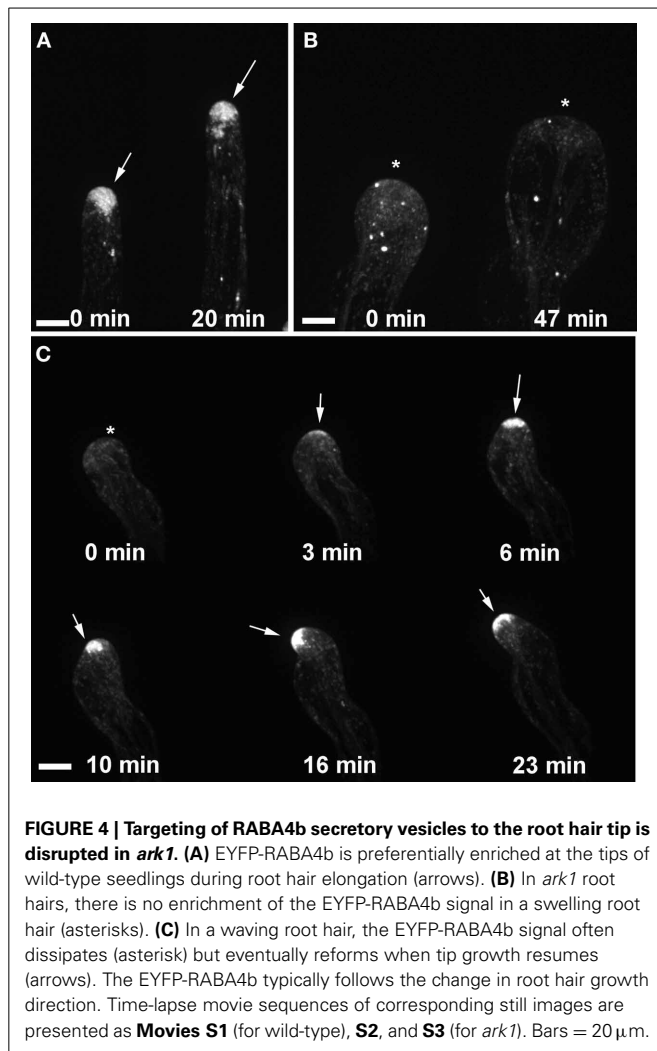 A
B
*
*
0 min
20 min
0 min
47 min
C
*
0 min
3 min
6 min
10 min
16 min
23 min
FIGURE 4 | Targeting of RABA4b secretory vesicles to the root hair tip is
disrupted in ark1. (A) EYFP-RABA4b is preferentially enriched at the tips of
wild-type seedlings during root hair elongation (arrows). (B) In ark1 root
hairs, there is no enrichment of the EYFP-RABA4b signal in a swelling root
hair (asterisks). (C) In a waving root hair, the EYFP-RABA4b signal often
dissipates (asterisk) but eventually reforms when tip growth resumes
(arrows). The EYFP-RABA4b typically follows the change in root hair growth
direction. Time-lapse movie sequences of corresponding still images are
presented as Movies S1 (for wild-type), S2, and S3 (for ark1). Bars = 20 μm.